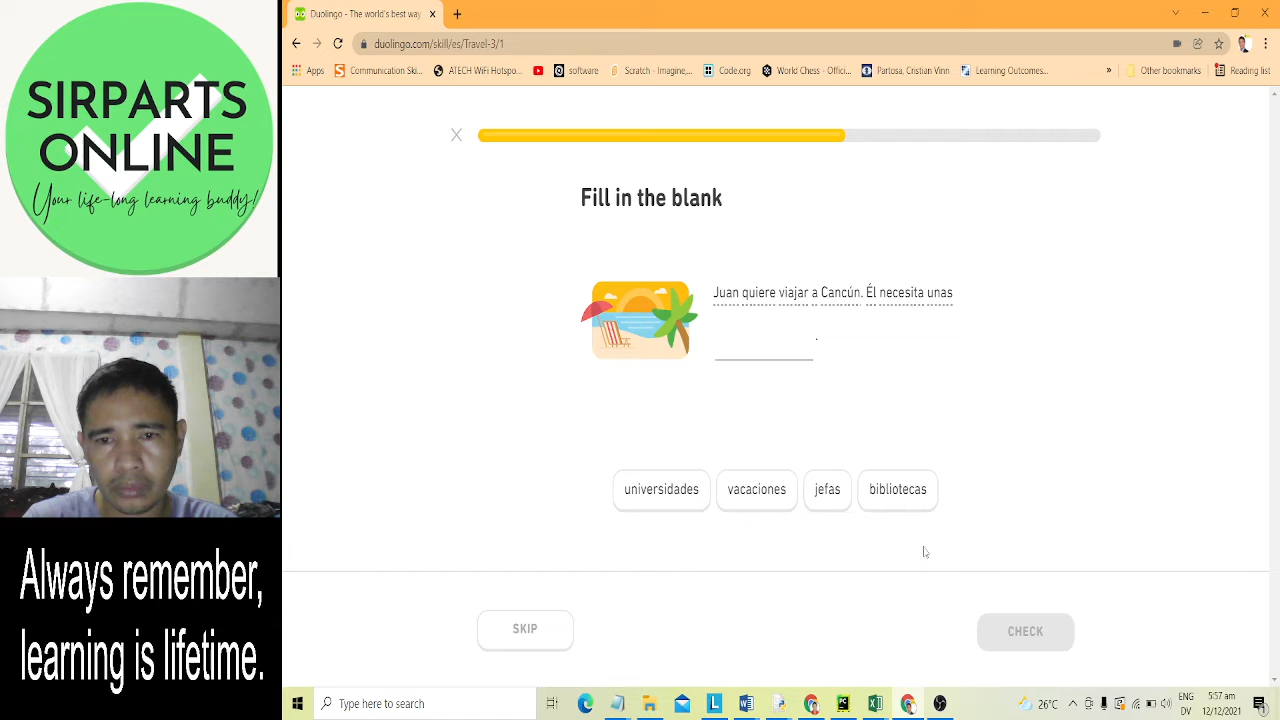 SIRPARTS
ONLINE
Your life-long learning buddy!
Always remember,
learning is lifetime.
Duolingo - The world's best way
duolingo.com/skill/es/Travel-3/1
Apps
Communication Ski...
ATECH WiFi Hotspo...
software
Scratch - Imagine,...
Code.org
World Chess - Offici...
Partosa, Christian Vinn
Learning Outcomes..
»
Other bookmarks
Reading list
X
Fill in the blank
Juan quiere viajar a Cancún. Él necesita unas
.
universidades
vacaciones
jefas
bibliotecas
SKIP
CHECK
Type here to search
26°C
ENG
DV
5:57 am
12/12/2021